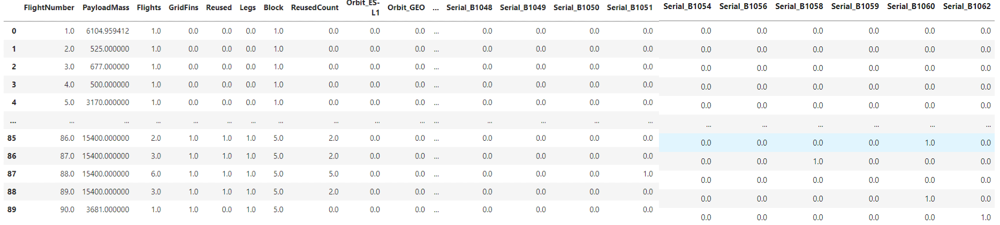 FlightNumber PayloadMass Flights GridFins Reused Legs Block ReusedCount Orbit_ES-L1 Orbit_GEO ... Serial_B1048 Serial_B1049 Serial_B1050 Serial_B1051 Serial_B1054 Serial_B1056 Serial_B1058 Serial_B1059 Serial_B1060 Serial_B1062
0 1.0 6104.959412 1.0 0.0 0.0 0.0 1.0 0.0 0.0 0.0 ... 0.0 0.0 0.0 0.0 0.0 0.0 0.0 0.0 0.0 0.0
1 2.0 525.000000 1.0 0.0 0.0 0.0 1.0 0.0 0.0 0.0 ... 0.0 0.0 0.0 0.0 0.0 0.0 0.0 0.0 0.0 0.0
2 3.0 677.000000 1.0 0.0 0.0 0.0 1.0 0.0 0.0 0.0 ... 0.0 0.0 0.0 0.0 0.0 0.0 0.0 0.0 0.0 0.0
3 4.0 500.000000 1.0 0.0 0.0 0.0 1.0 0.0 0.0 0.0 ... 0.0 0.0 0.0 0.0 0.0 0.0 0.0 0.0 0.0 0.0
4 5.0 3170.000000 1.0 0.0 0.0 0.0 1.0 0.0 0.0 0.0 ... 0.0 0.0 0.0 0.0 0.0 0.0 0.0 0.0 0.0 0.0
... ... ... ... ... ... ... ... ... ... ... ... ... ... ... ... ... ... ... ... ... ...
85 86.0 15400.000000 2.0 1.0 1.0 1.0 5.0 2.0 0.0 0.0 ... 0.0 0.0 0.0 0.0 0.0 0.0 0.0 0.0 1.0 0.0
86 87.0 15400.000000 3.0 1.0 1.0 1.0 5.0 2.0 0.0 0.0 ... 0.0 0.0 0.0 0.0 0.0 0.0 1.0 0.0 0.0 0.0
87 88.0 15400.000000 6.0 1.0 1.0 1.0 5.0 5.0 0.0 0.0 ... 0.0 0.0 0.0 1.0 0.0 0.0 0.0 0.0 0.0 0.0
88 89.0 15400.000000 3.0 1.0 1.0 1.0 5.0 2.0 0.0 0.0 ... 0.0 0.0 0.0 0.0 0.0 0.0 0.0 0.0 1.0 0.0
89 90.0 3681.000000 1.0 1.0 0.0 1.0 5.0 0.0 0.0 0.0 ... 0.0 0.0 0.0 0.0 0.0 0.0 0.0 0.0 0.0 1.0